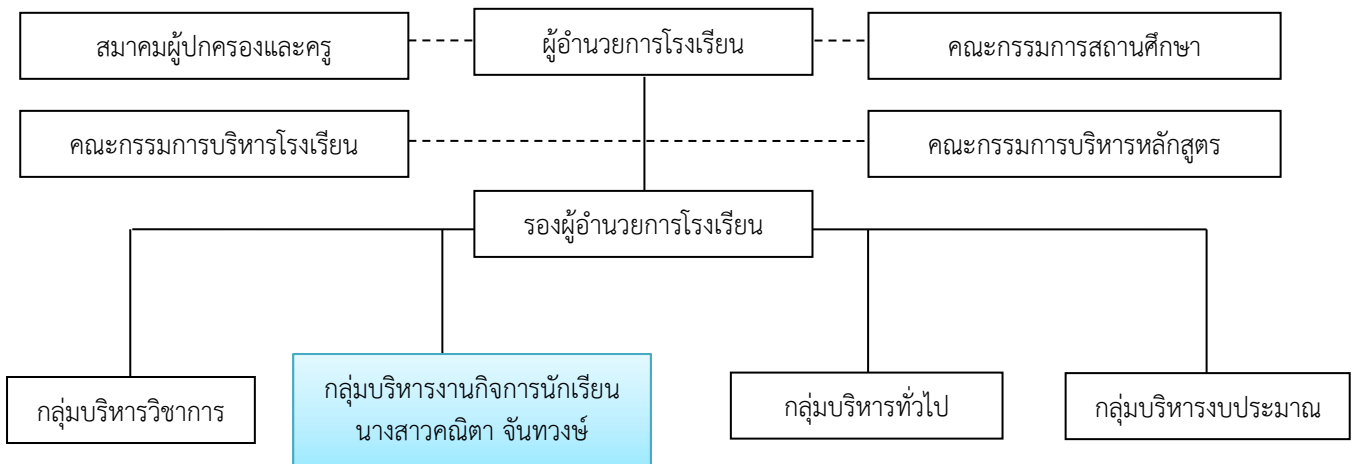 สมาคมผู้ปกครองและครู
ผู้อำนวยการโรงเรียน
คณะกรรมการสถานศึกษา
คณะกรรมการบริหารโรงเรียน
คณะกรรมการบริหารหลักสูตร
รองผู้อำนวยการโรงเรียน
กลุ่มบริหารวิชาการ
กลุ่มบริหารงานกิจการนักเรียน
นางสาวคณิตา จันทวงษ์
กลุ่มบริหารทั่วไป
กลุ่มบริหารงบประมาณ